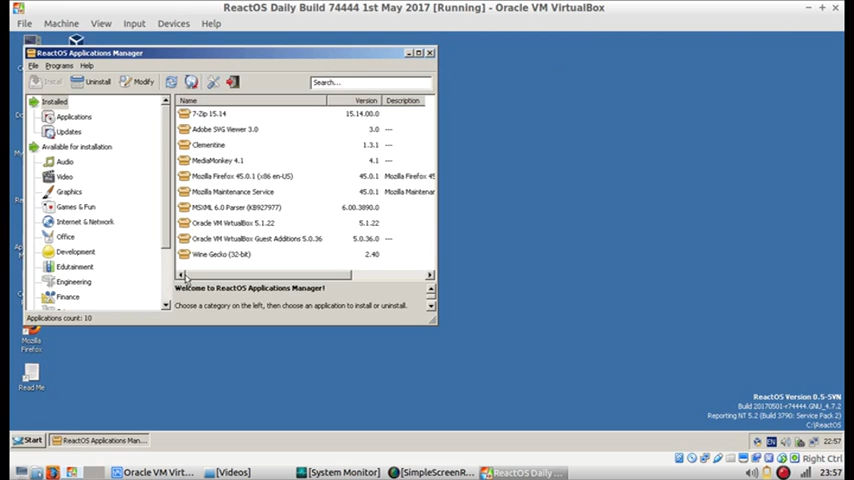 ReactOS Daily Build 74444 1st May 2017 [Running] - Oracle VM VirtualBox
File Machine View Input Devices Help
ReactOS Applications Manager
File Programs Help
Install Uninstall Modify Search...
Installed
Applications
Updates
Available for installation
Audio
Video
Graphics
Games & Fun
Internet & Network
Office
Development
Edutainment
Engineering
Finance
Name Version Description
7-Zip 15.14 15.14.00.0
Adobe SVG Viewer 3.0 3.0 ---
Clementine 1.3.1 ---
MediaMonkey 4.1 4.1 ---
Mozilla Firefox 45.0.1 (x86 en-US) 45.0.1 Mozilla Firefox 45
Mozilla Maintenance Service 45.0.1 Mozilla Maintenar
MSXML 6.0 Parser (KB927977) 6.00.3890.0
Oracle VM VirtualBox 5.1.22 5.1.22
Oracle VM VirtualBox Guest Additions 5.0.36 5.0.36.0 ---
Wine Gecko (32-bit) 2.40
Welcome to ReactOS Applications Manager!
Choose a category on the left, then choose an application to install or uninstall.
Applications count: 10
Mozilla
Firefox
Read Me
ReactOS Version 0.5-SVN
Build 20170501-r74444.GNU_4.7.2
Reporting NT 5.2 (Build 3790: Service Pack 2)
C:\ReactOS
Start ReactOS Applications Man... EN 22:57
Right Ctrl
Oracle VM Virt... [Videos] [System Monitor] [SimpleScreenR... ReactOS Daily ... 23:57